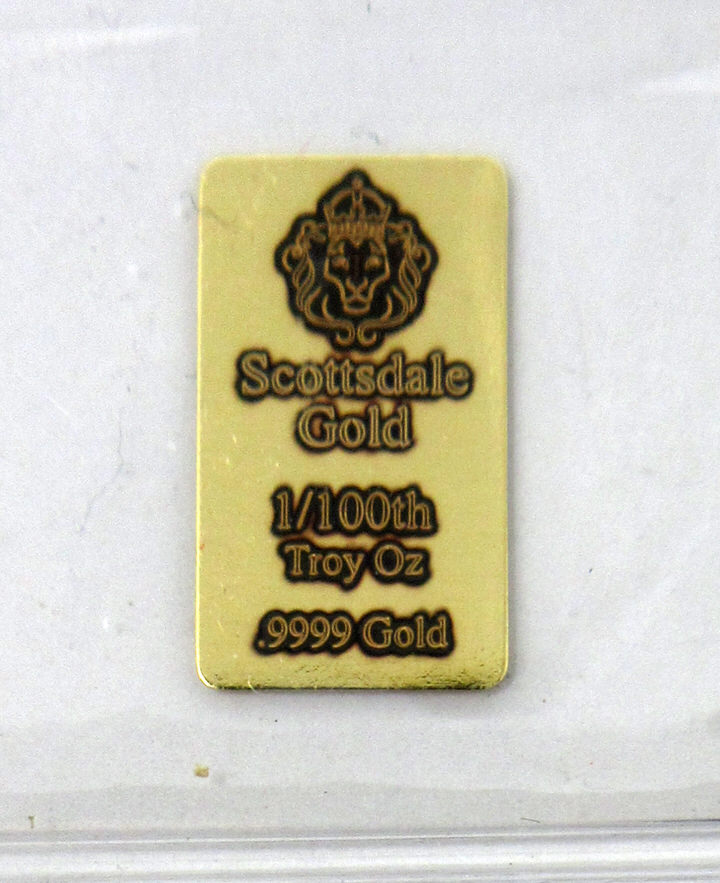 Scottsdale
Gold
1/100th
Troy Oz
.9999 Gold